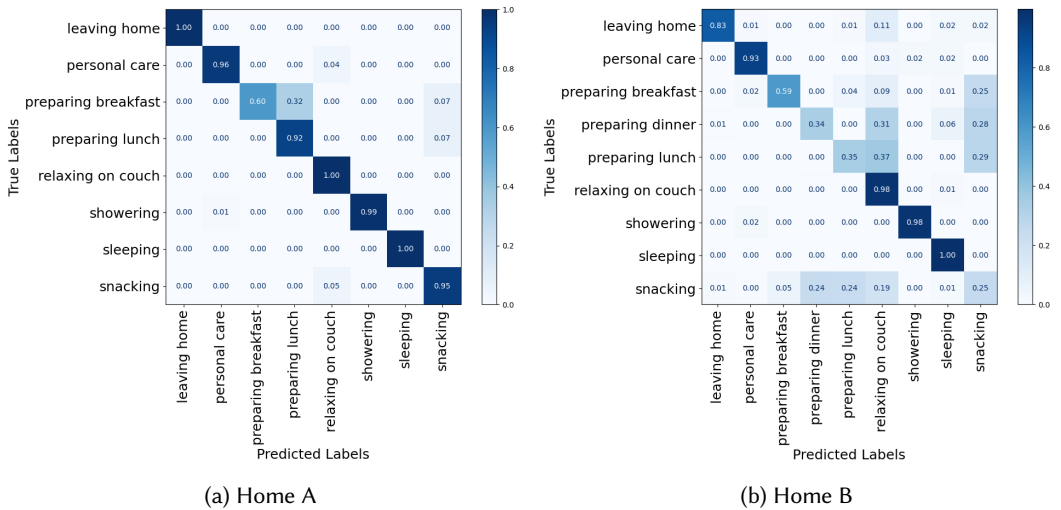 leaving home 1.00 0.00 0.00 0.00 0.00 0.00 0.00 0.00
personal care 0.00 0.96 0.00 0.00 0.04 0.00 0.00 0.00
preparing breakfast 0.00 0.00 0.60 0.32 0.00 0.00 0.00 0.07
preparing lunch 0.00 0.00 0.00 0.92 0.00 0.00 0.00 0.07
relaxing on couch 0.00 0.00 0.00 0.00 1.00 0.00 0.00 0.00
showering 0.00 0.01 0.00 0.00 0.00 0.99 0.00 0.00
sleeping 0.00 0.00 0.00 0.00 0.00 0.00 1.00 0.00
snacking 0.00 0.00 0.00 0.00 0.05 0.00 0.00 0.95
True Labels
leaving home
personal care
preparing breakfast
preparing lunch
relaxing on couch
showering
sleeping
snacking
Predicted Labels
1.0
0.8
0.6
0.4
0.2
0.0
(a) Home A
leaving home 0.83 0.01 0.00 0.00 0.01 0.11 0.00 0.02 0.02
personal care 0.00 0.93 0.00 0.00 0.00 0.03 0.02 0.02 0.00
preparing breakfast 0.00 0.02 0.59 0.00 0.04 0.09 0.00 0.01 0.25
preparing dinner 0.01 0.00 0.00 0.34 0.00 0.31 0.00 0.06 0.28
preparing lunch 0.00 0.00 0.00 0.00 0.35 0.37 0.00 0.00 0.29
relaxing on couch 0.00 0.00 0.00 0.00 0.00 0.98 0.00 0.01 0.00
showering 0.00 0.02 0.00 0.00 0.00 0.00 0.98 0.00 0.00
sleeping 0.00 0.00 0.00 0.00 0.00 0.00 0.00 1.00 0.00
snacking 0.01 0.00 0.05 0.24 0.24 0.19 0.00 0.01 0.25
True Labels
leaving home
personal care
preparing breakfast
preparing dinner
preparing lunch
relaxing on couch
showering
sleeping
snacking
Predicted Labels
0.8
0.6
0.4
0.2
0.0
(b) Home B